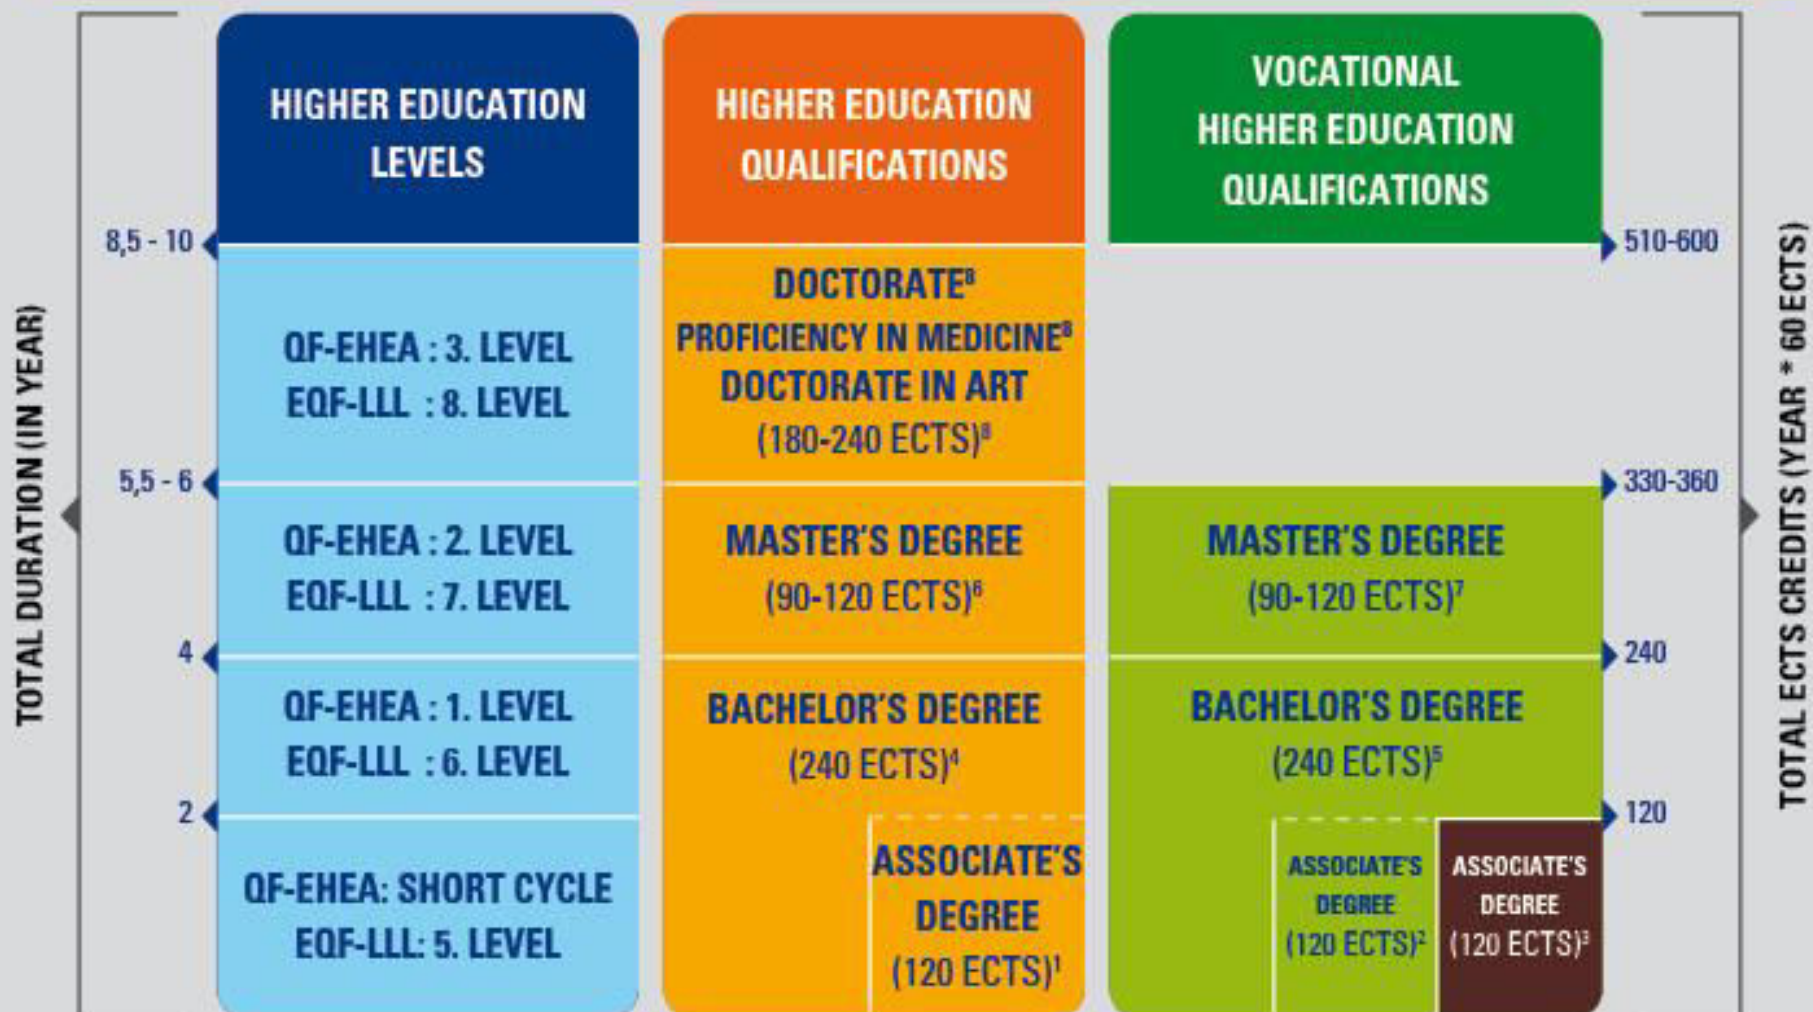 TOTAL DURATION (IN YEAR)
8,5 - 10
5,5 - 6
4
2
HIGHER EDUCATION
LEVELS
QF-EHEA : 3. LEVEL
EQF-LLL : 8. LEVEL
QF-EHEA : 2. LEVEL
EQF-LLL : 7. LEVEL
QF-EHEA : 1. LEVEL
EQF-LLL : 6. LEVEL
QF-EHEA: SHORT CYCLE
EQF-LLL: 5. LEVEL
HIGHER EDUCATION
QUALIFICATIONS
DOCTORATE⁸
PROFICIENCY IN MEDICINE⁸
DOCTORATE IN ART
(180-240 ECTS)⁸
MASTER'S DEGREE
(90-120 ECTS)⁶
BACHELOR'S DEGREE
(240 ECTS)⁴
ASSOCIATE'S
DEGREE
(120 ECTS)¹
VOCATIONAL
HIGHER EDUCATION
QUALIFICATIONS
MASTER'S DEGREE
(90-120 ECTS)⁷
BACHELOR'S DEGREE
(240 ECTS)⁵
ASSOCIATE'S
DEGREE
(120 ECTS)²
ASSOCIATE'S
DEGREE
(120 ECTS)³
510-600
330-360
240
120
TOTAL ECTS CREDITS (YEAR * 60 ECTS)